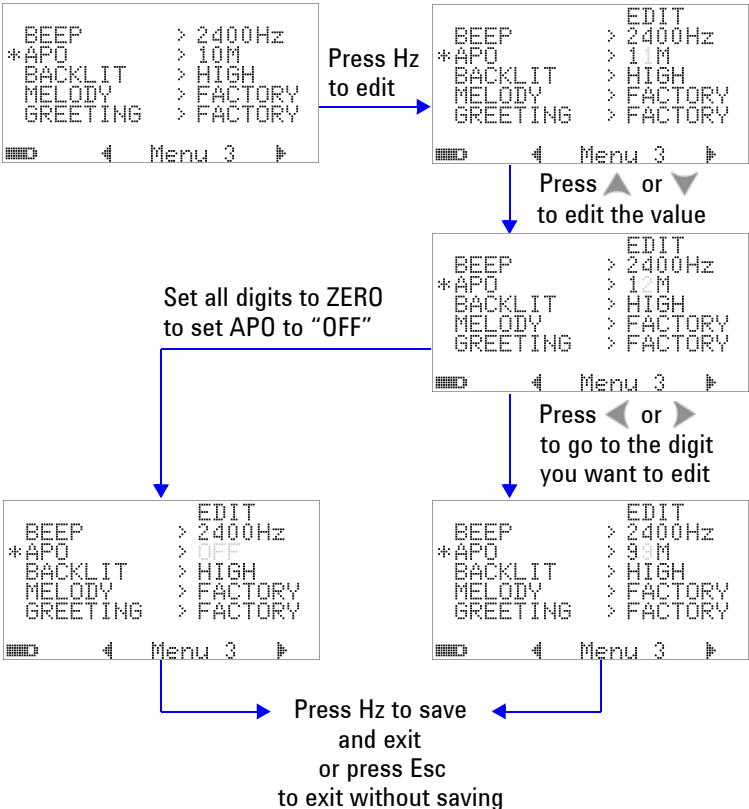 BEEP > 2400Hz
*APO > 10M
BACKLIT > HIGH
MELODY > FACTORY
GREETING > FACTORY
Menu 3
Press Hz
to edit
EDIT
BEEP > 2400Hz
*APO > 11M
BACKLIT > HIGH
MELODY > FACTORY
GREETING > FACTORY
Menu 3
Press or
to edit the value
EDIT
BEEP > 2400Hz
*APO > 12M
BACKLIT > HIGH
MELODY > FACTORY
GREETING > FACTORY
Menu 3
Set all digits to ZERO
to set APO to “OFF”
Press or
to go to the digit
you want to edit
EDIT
BEEP > 2400Hz
*APO > OFF
BACKLIT > HIGH
MELODY > FACTORY
GREETING > FACTORY
Menu 3
EDIT
BEEP > 2400Hz
*APO > 99M
BACKLIT > HIGH
MELODY > FACTORY
GREETING > FACTORY
Menu 3
Press Hz to save
and exit
or press Esc
to exit without saving